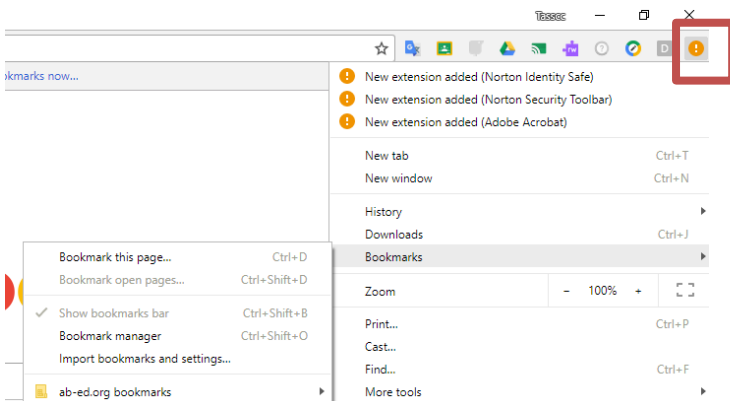 Tasscc
okmarks now...
rw
D
New extension added (Norton Identity Safe)
New extension added (Norton Security Toolbar)
New extension added (Adobe Acrobat)
New tab Ctrl+T
New window Ctrl+N
History
Downloads Ctrl+J
Bookmarks
Zoom - 100% +
Print... Ctrl+P
Cast...
Find... Ctrl+F
More tools
Bookmark this page... Ctrl+D
Bookmark open pages... Ctrl+Shift+D
Show bookmarks bar Ctrl+Shift+B
Bookmark manager Ctrl+Shift+O
Import bookmarks and settings...
ab-ed.org bookmarks